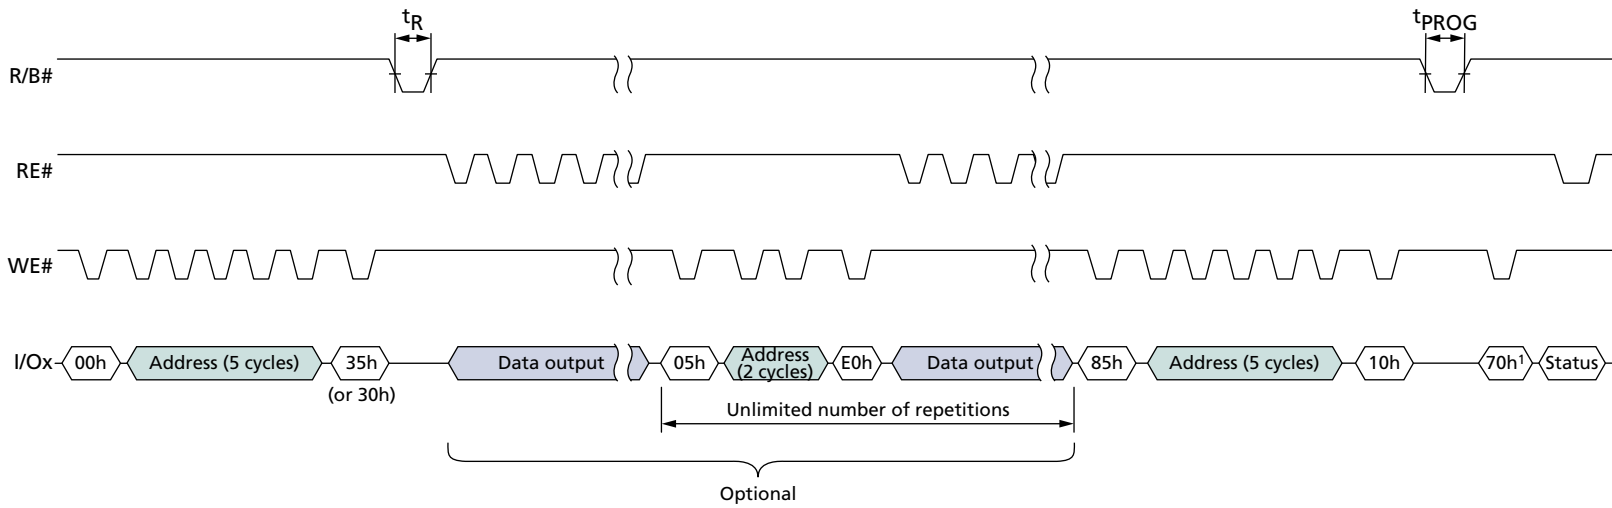 tR
tPROG
R/B#
RE#
WE#
I/Ox
00h
Address (5 cycles)
35h
(or 30h)
Data output
05h
Address
(2 cycles)
E0h
Data output
85h
Address (5 cycles)
10h
70h1
Status
Unlimited number of repetitions
Optional